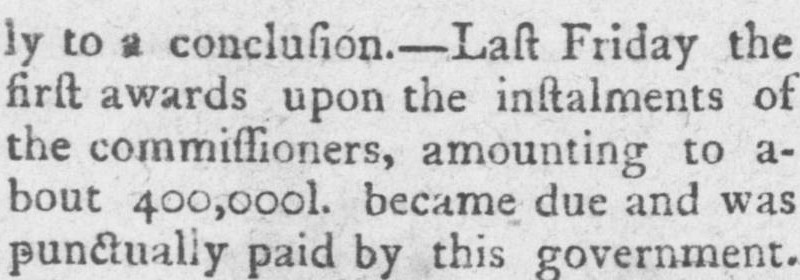 ly to a concluſion.—Laſt Friday the
firſt awards upon the inſtalments of
the commiſſioners, amounting to a-
bout 400,000l. became due and was
punctually paid by this government.